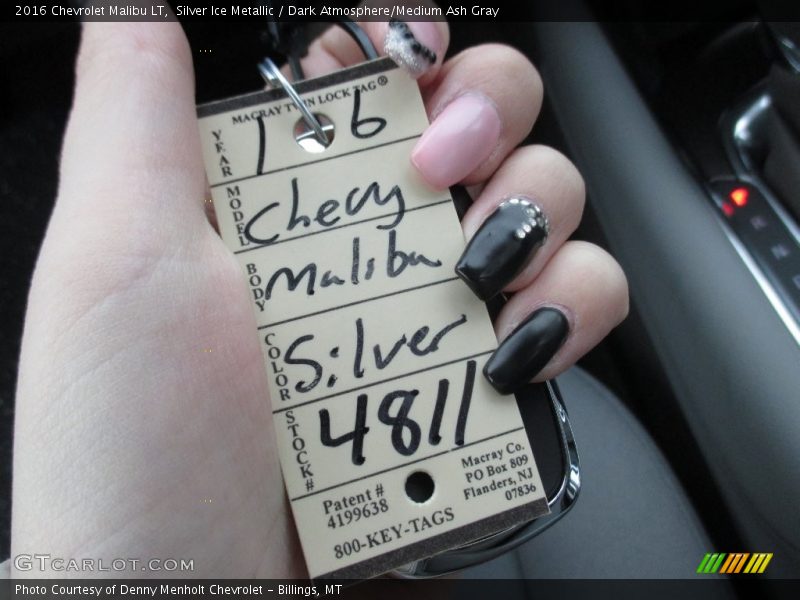 2016 Chevrolet Malibu LT, Silver Ice Metallic / Dark Atmosphere/Medium Ash Gray
MACRAY TWIN LOCK TAG®
YEAR 16
MODEL Chevy
BODY Malibu
COLOR Silver
STOCK# 4811
Patent #
4199638
Macray Co.
PO Box 809
Flanders, NJ
07836
800-KEY-TAGS
GTCARLOT.COM
Photo Courtesy of Denny Menholt Chevrolet - Billings, MT